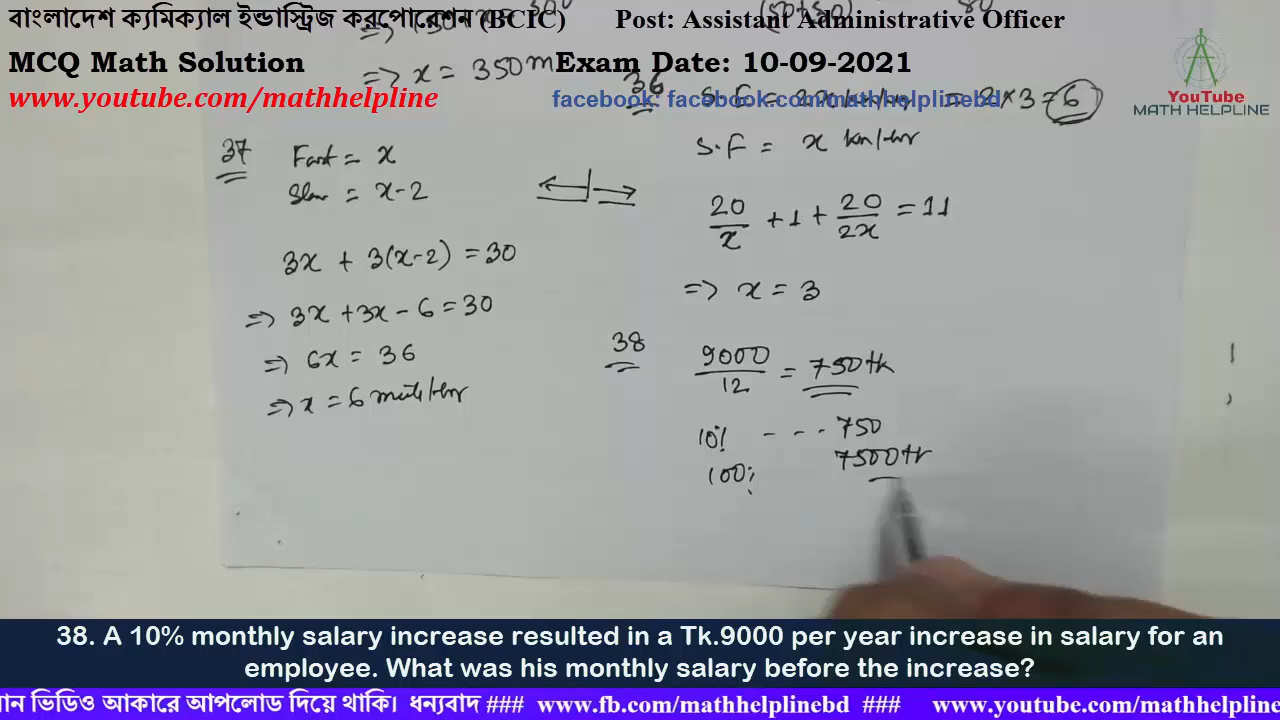 বাংলাদেশ ক্যমিক্যাল ইন্ডাস্ট্রিজ করপোরেশন (BCIC) Post: Assistant Administrative Officer
MCQ Math Solution Exam Date: 10-09-2021
www.youtube.com/mathhelpline facebook: facebook.com/mathhelplinebd
YouTube
MATH HELPLINE
=> x = 350m
36
= 2×3 = 6
S.F = x km/hr
20/x + 1 + 20/2x = 11
=> x = 3
37
Fast = x
Slow = x-2
3x + 3(x-2) = 30
=> 3x + 3x - 6 = 30
=> 6x = 36
=> x = 6 mile/hr
38
9000/12 = 750tk
10% - - - 750
100% 7500tk
38. A 10% monthly salary increase resulted in a Tk.9000 per year increase in salary for an
employee. What was his monthly salary before the increase?
ভিডিও আকারে আপলোড দিয়ে থাকি। ধন্যবাদ ### www.fb.com/mathhelplinebd ### www.youtube.com/mathhelpline